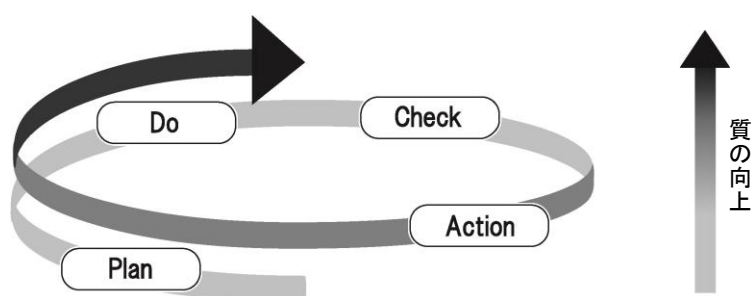 Do
Check
Action
Plan
質の向上